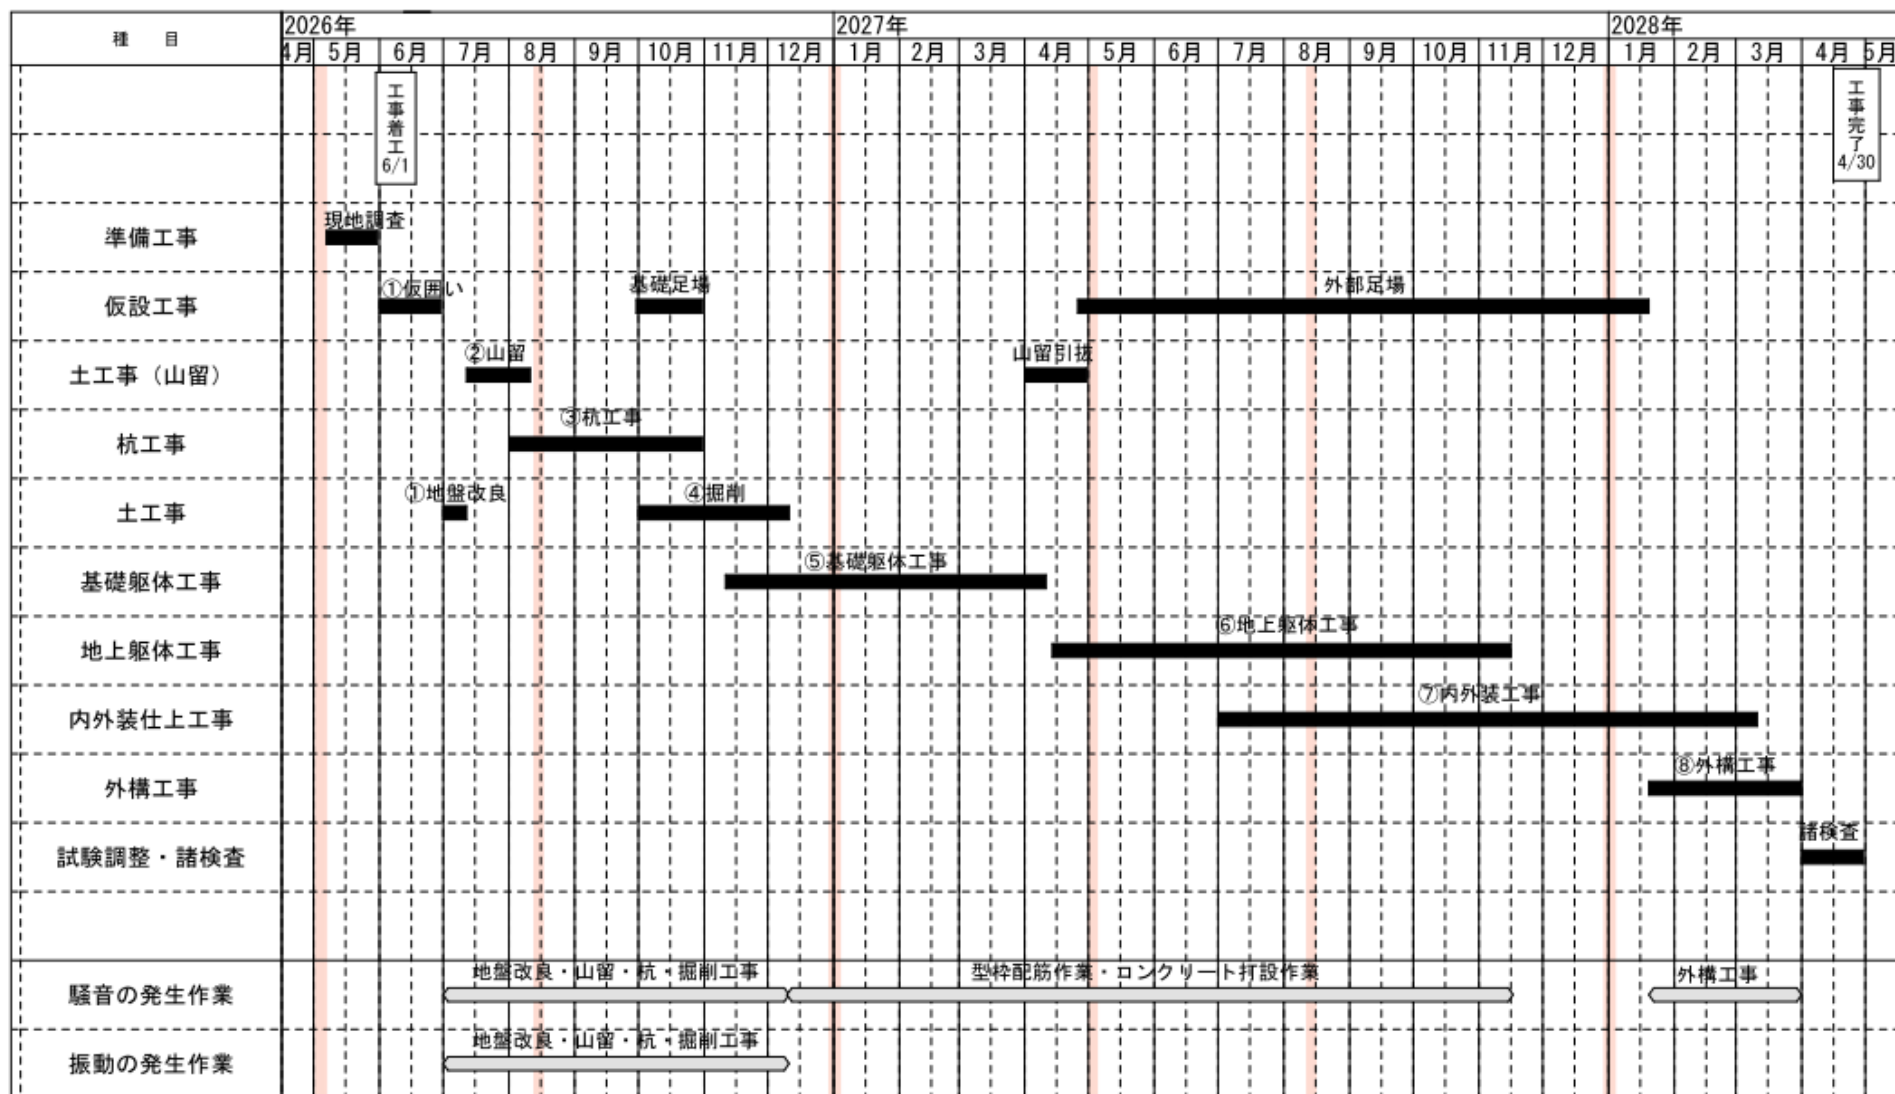 種 目
2026年 2027年 2028年
4月 5月 6月 7月 8月 9月 10月 11月 12月 1月 2月 3月 4月 5月 6月 7月 8月 9月 10月 11月 12月 1月 2月 3月 4月 5月
工事着工 6/1
工事完了 4/30
現地調査
準備工事
①仮囲い 基礎足場 外部足場
仮設工事
②山留 山留引抜
土工事（山留）
③杭工事
杭工事
①地盤改良 ④掘削
土工事
⑤基礎躯体工事
基礎躯体工事
⑥地上躯体工事
地上躯体工事
⑦内外装工事
内外装仕上工事
⑧外構工事
外構工事
諸検査
試験調整・諸検査
地盤改良・山留・杭・掘削工事 型枠配筋作業・ロンクリート打設作業 外構工事
騒音の発生作業
地盤改良・山留・杭・掘削工事
振動の発生作業